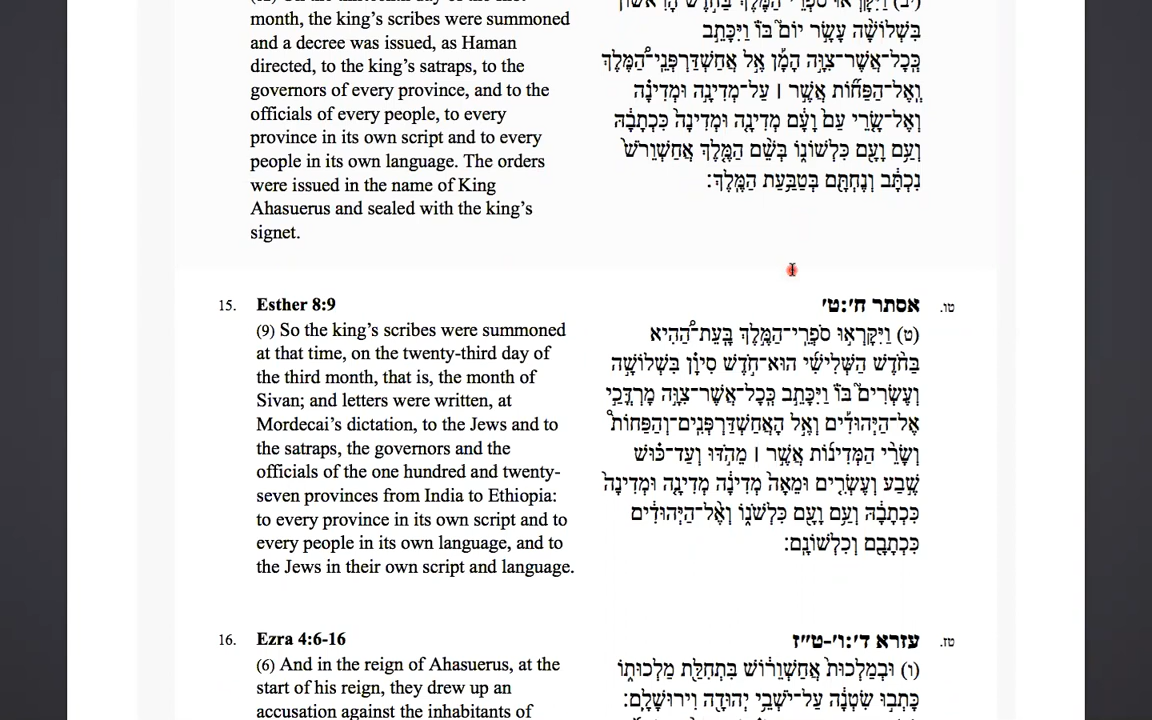 month, the king's scribes were summoned
and a decree was issued, as Haman
directed, to the king's satraps, to the
governors of every province, and to the
officials of every people, to every
province in its own script and to every
people in its own language. The orders
were issued in the name of King
Ahasuerus and sealed with the king's
signet.
בִּשְׁלוֹשָׁ֨ה עָשָׂ֣ר יוֹם֮ בּוֹ֒ וַיִּכָּתֵ֣ב
כְּֽכָל־אֲשֶׁר־צִוָּ֣ה הָמָ֡ן אֶ֣ל אֲחַשְׁדַּרְפְּנֵֽי־הַ֠מֶּלֶךְ
וְֽאֶל־הַפַּח֞וֹת אֲשֶׁ֣ר ׀ עַל־מְדִינָ֣ה וּמְדִינָ֗ה
וְאֶל־שָׂ֤רֵי עַם֙ וָעָ֔ם מְדִינָ֤ה וּמְדִינָה֙ כִּכְתָבָ֔הּ
וְעַ֥ם וָעָ֖ם כִּלְשׁוֹנ֑וֹ בְּשֵׁ֨ם הַמֶּ֤לֶךְ אֲחַשְׁוֵרֹשׁ֙
נִכְתָּ֔ב וְנֶחְתָּ֖ם בְּטַבַּ֥עַת הַמֶּֽלֶךְ׃
15. Esther 8:9
(9) So the king's scribes were summoned
at that time, on the twenty-third day of
the third month, that is, the month of
Sivan; and letters were written, at
Mordecai's dictation, to the Jews and to
the satraps, the governors and the
officials of the one hundred and twenty-
seven provinces from India to Ethiopia:
to every province in its own script and to
every people in its own language, and to
the Jews in their own script and language.
טו. אסתר ח׳:ט׳
(ט) וַיִּקָּרְא֣וּ סֹפְרֵֽי־הַמֶּ֣לֶךְ בָּֽעֵת־הַ֠הִיא
בַּחֹ֨דֶשׁ הַשְּׁלִישִׁ֜י הוּא־חֹ֣דֶשׁ סִיוָ֗ן בִּשְׁלוֹשָׁ֣ה
וְעֶשְׂרִים֮ בּוֹ֒ וַיִּכָּתֵ֣ב כְּֽכָל־אֲשֶׁר־צִוָּ֣ה מָרְדֳּכַ֣י
אֶל־הַיְּהוּדִ֡ים וְאֶ֣ל הָאֲחַשְׁדַּרְפְּנִֽים־וְהַפַּחוֹת֩
וְשָׂרֵ֨י הַמְּדִינ֜וֹת אֲשֶׁ֣ר ׀ מֵהֹ֣דּוּ וְעַד־כּ֗וּשׁ
שֶׁ֣בַע וְעֶשְׂרִ֤ים וּמֵאָה֙ מְדִינָ֔ה מְדִינָ֤ה וּמְדִינָה֙
כִּכְתָבָ֔הּ וְעַ֥ם וָעָ֖ם כִּלְשֹׁנ֑וֹ וְאֶ֨ל־הַיְּהוּדִ֔ים
כִּכְתָבָ֖ם וְכִלְשׁוֹנָֽם׃
16. Ezra 4:6-16
(6) And in the reign of Ahasuerus, at the
start of his reign, they drew up an
accusation against the inhabitants of
טז. עזרא ד׳:ו׳-ט״ז
(ו) וּבְמַלְכוּת֙ אֲחַשְׁוֵר֔וֹשׁ בִּתְחִלַּ֖ת מַלְכוּת֑וֹ
כָּתְב֣וּ שִׂטְנָ֔ה עַל־יֹשְׁבֵ֥י יְהוּדָ֖ה וִירוּשָׁלִָֽם׃